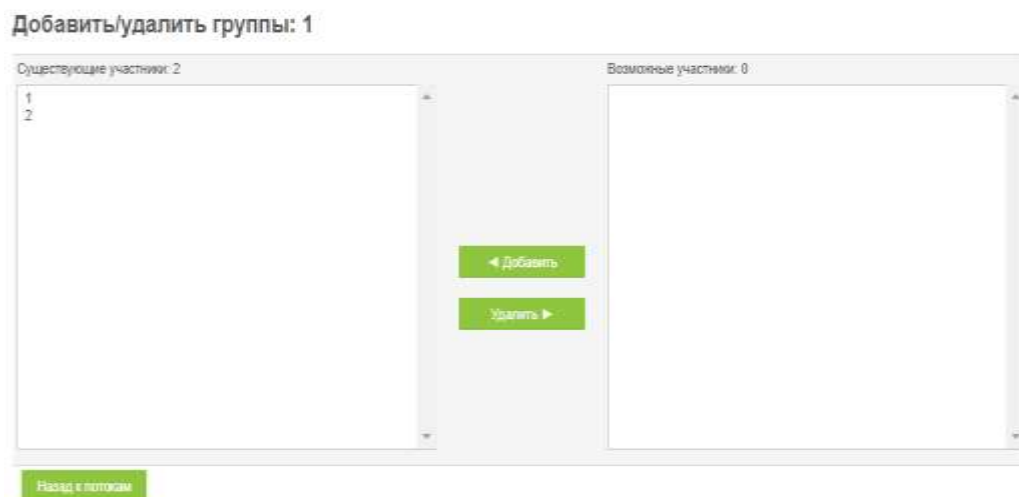 Добавить/удалить группы: 1
Существующие участники: 2
Возможные участники: 0
1
2
◄ Добавить
Удалить ►
Назад к потокам